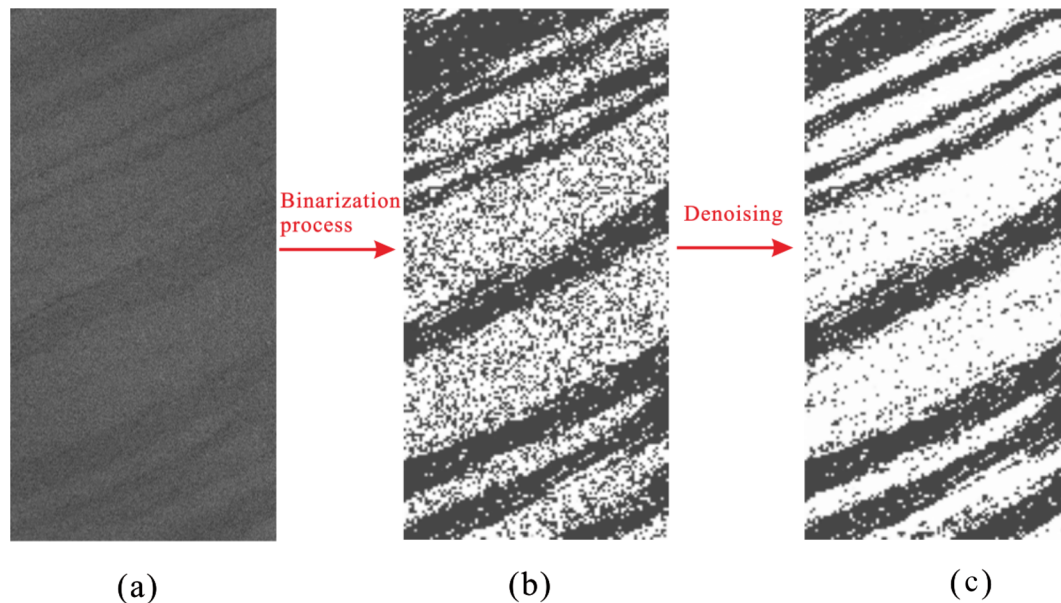 Binarization
process
Denoising
(a)
(b)
(c)